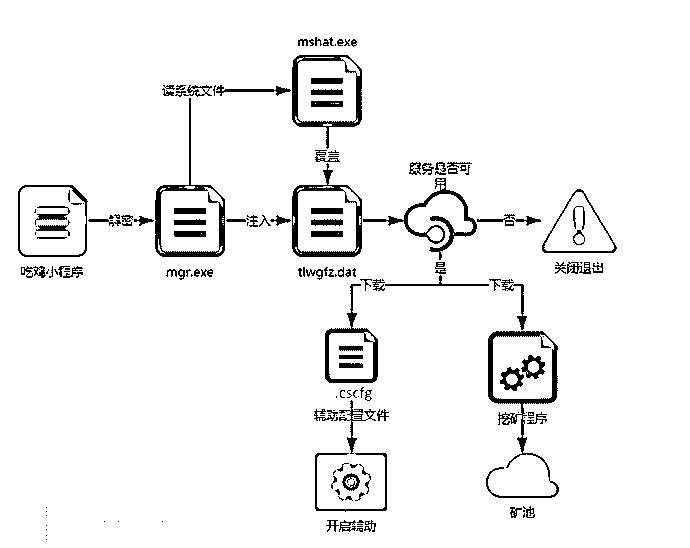 mshat.exe
读系统文件
覆盖
服务是否可
用
解密
注入
否
吃鸡小程序
mgr.exe
tlwgfz.dat
关闭退出
是
下载
下载
.cscfg
辅助配置文件
挖矿程序
开启辅助
矿池